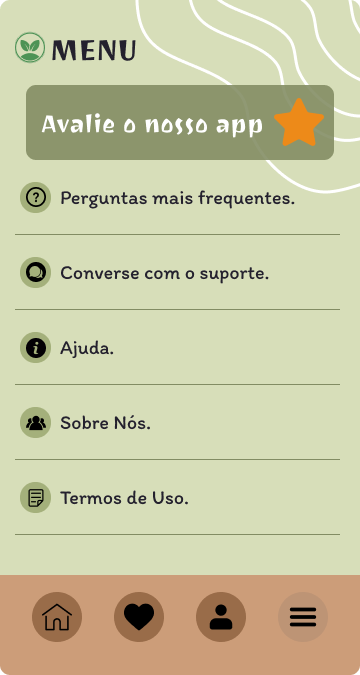 MENU
Avalie o nosso app
Perguntas mais frequentes.
Converse com o suporte.
Ajuda.
Sobre Nós.
Termos de Uso.